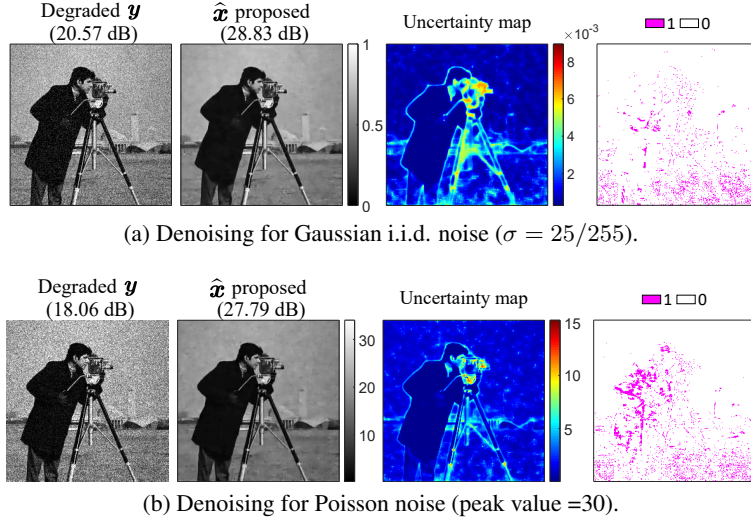 Degraded y x̂ proposed Uncertainty map 1 0
(20.57 dB) (28.83 dB) ×10⁻³
1 8
0.5 6
4
0 2
(a) Denoising for Gaussian i.i.d. noise (σ = 25/255).
Degraded y x̂ proposed Uncertainty map 1 0
(18.06 dB) (27.79 dB)
30 15
20 10
10 5
(b) Denoising for Poisson noise (peak value =30).